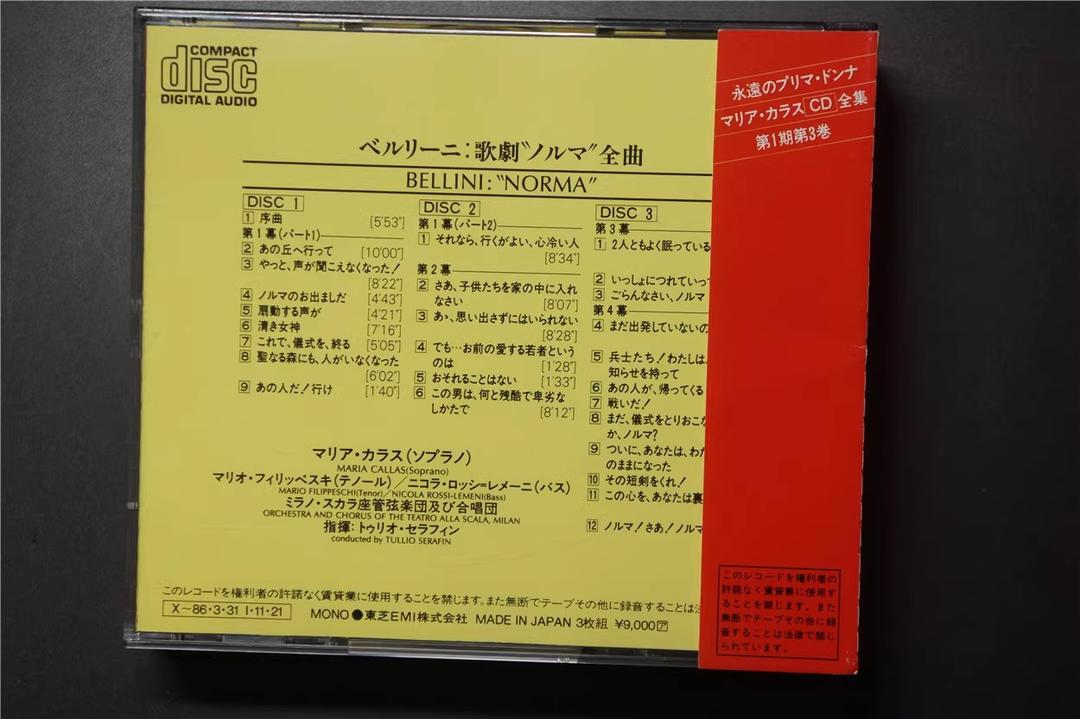 COMPACT
disc
DIGITAL AUDIO
ベルリーニ:歌劇"ノルマ"全曲
BELLINI: "NORMA"
DISC 1
1 序曲 [5'53"]
第1幕(パート1)
2 あの丘へ行って [10'00"]
3 やっと、声が聞こえなくなった!
[8'22"]
4 ノルマのお出ましだ [4'43"]
5 扇動する声が [4'21"]
6 清き女神 [7'16"]
7 これで、儀式を、終る [5'05"]
8 聖なる森にも、人がいなくなった
[6'02"]
9 あの人だ!行け [1'40"]
DISC 2
第1幕(パート2)
1 それなら、行くがよい、心冷い人
[8'34"]
第2幕
2 さあ、子供たちを家の中に入れ
なさい [8'07"]
3 あゝ、思い出さずにはいられない
[8'28"]
4 でも…お前の愛する若者という
のは [1'28"]
5 おそれることはない [1'33"]
6 この男は、何と残酷で卑劣な
しかたで [8'12"]
DISC 3
第3幕
1 2人ともよく眠っている
2 いっしょにつれていっ
3 ごらんなさい、ノルマ
第4幕
4 まだ出発していないの
5 兵士たち!わたしは
知らせを持って
6 あの人が、帰ってくる
7 戦いだ!
8 まだ、儀式をとりおこな
か、ノルマ?
9 ついに、あなたは、わた
のままになった
10 その短剣をくれ!
11 この心を、あなたは裏
12 ノルマ!さあ!ノルマ
マリア・カラス(ソプラノ)
MARIA CALLAS(Soprano)
マリオ・フィリッペスキ(テノール)/ニコラ・ロッシ=レメーニ(バス)
MARIO FILIPPESCHI(Tenor)/NICOLA ROSSI-LEMENI(Bass)
ミラノ・スカラ座管弦楽団及び合唱団
ORCHESTRA AND CHORUS OF THE TEATRO ALLA SCALA, MILAN
指揮:トゥリオ・セラフィン
conducted by TULLIO SERAFIN
このレコードを権利者の許諾なく賃貸業に使用することを禁じます。また無断でテープその他に録音することは法
X〜86・3・31 I・11・21
MONO ●東芝EMI株式会社 MADE IN JAPAN 3枚組 ¥9,000ア
永遠のプリマ・ドンナ
マリア・カラスCD全集
第1期第3巻
このレコードを権利者の
許諾なく賃貸業に使用す
ることを禁じます。また
無断でテープその他に録
音することは法律で禁じ
られています。